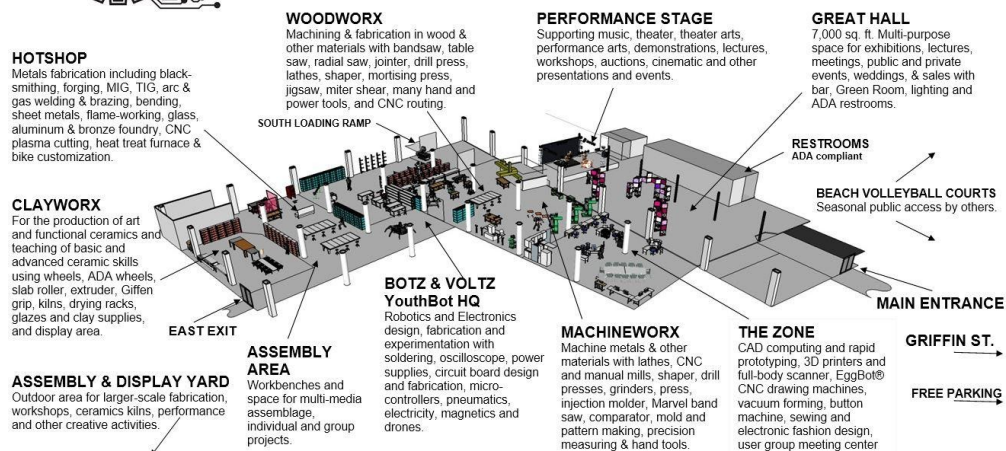 HOTSHOP
Metals fabrication including black-
smithing, forging, MIG, TIG, arc &
gas welding & brazing, bending,
sheet metals, flame-working, glass,
aluminum & bronze foundry, CNC
plasma cutting, heat treat furnace &
bike customization.
WOODWORX
Machining & fabrication in wood &
other materials with bandsaw, table
saw, radial saw, jointer, drill press,
lathes, shaper, mortising press,
jigsaw, miter shear, many hand and
power tools, and CNC routing.
SOUTH LOADING RAMP
PERFORMANCE STAGE
Supporting music, theater, theater arts,
performance arts, demonstrations, lectures,
workshops, auctions, cinematic and other
presentations and events.
GREAT HALL
7,000 sq. ft. Multi-purpose
space for exhibitions, lectures,
meetings, public and private
events, weddings, & sales with
bar, Green Room, lighting and
ADA restrooms.
RESTROOMS
ADA compliant
BEACH VOLLEYBALL COURTS
Seasonal public access by others.
CLAYWORX
For the production of art
and functional ceramics and
teaching of basic and
advanced ceramic skills
using wheels, ADA wheels,
slab roller, extruder, Giffen
grip, kilns, drying racks,
glazes and clay supplies,
and display area.
EAST EXIT
ASSEMBLY & DISPLAY YARD
Outdoor area for larger-scale fabrication,
workshops, ceramics kilns, performance
and other creative activities.
ASSEMBLY
AREA
Workbenches and
space for multi-media
assemblage,
individual and group
projects.
BOTZ & VOLTZ
YouthBot HQ
Robotics and Electronics
design, fabrication and
experimentation with
soldering, oscilloscope, power
supplies, circuit board design
and fabrication, micro-
controllers, pneumatics,
electricity, magnetics and
drones.
MACHINEWORX
Machine metals & other
materials with lathes, CNC
and manual mills, shaper, drill
presses, grinders, press,
injection molder, Marvel band
saw, comparator, mold and
pattern making, precision
measuring & hand tools.
THE ZONE
CAD computing and rapid
prototyping, 3D printers and
full-body scanner, EggBot®
CNC drawing machines,
vacuum forming, button
machine, sewing and
electronic fashion design,
user group meeting center
MAIN ENTRANCE
GRIFFIN ST.
FREE PARKING